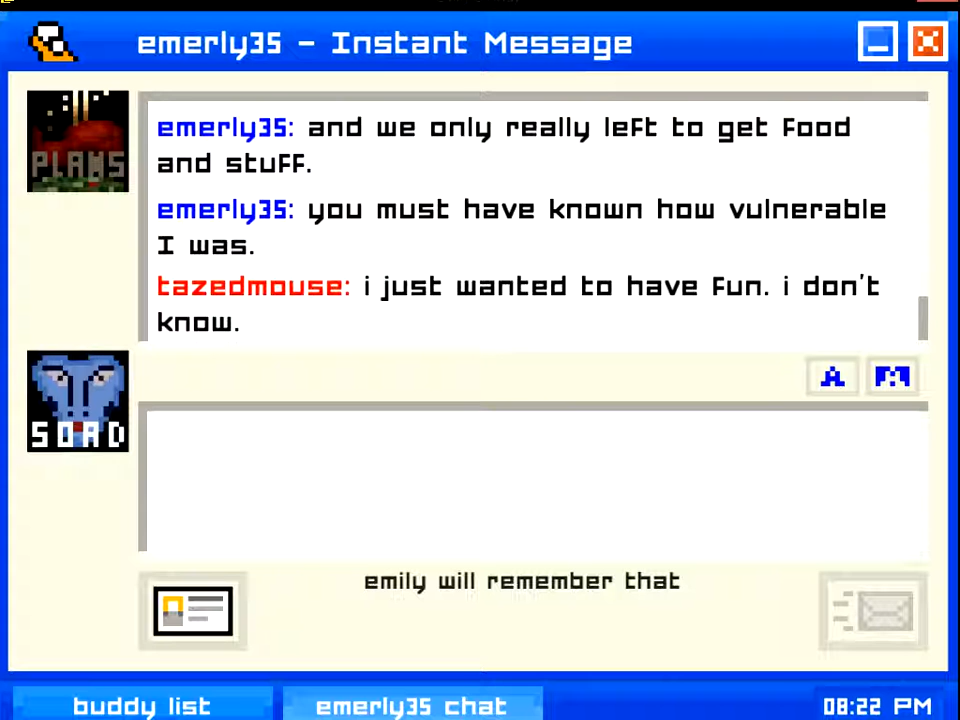 emerly35 - Instant Message
PLANS
emerly35: and we only really left to get food
and stuff.
emerly35: you must have known how vulnerable
I was.
tazedmouse: i just wanted to have fun. i don't
know.
SOAD
A
emily will remember that
buddy list
emerly35 chat
08:22 PM